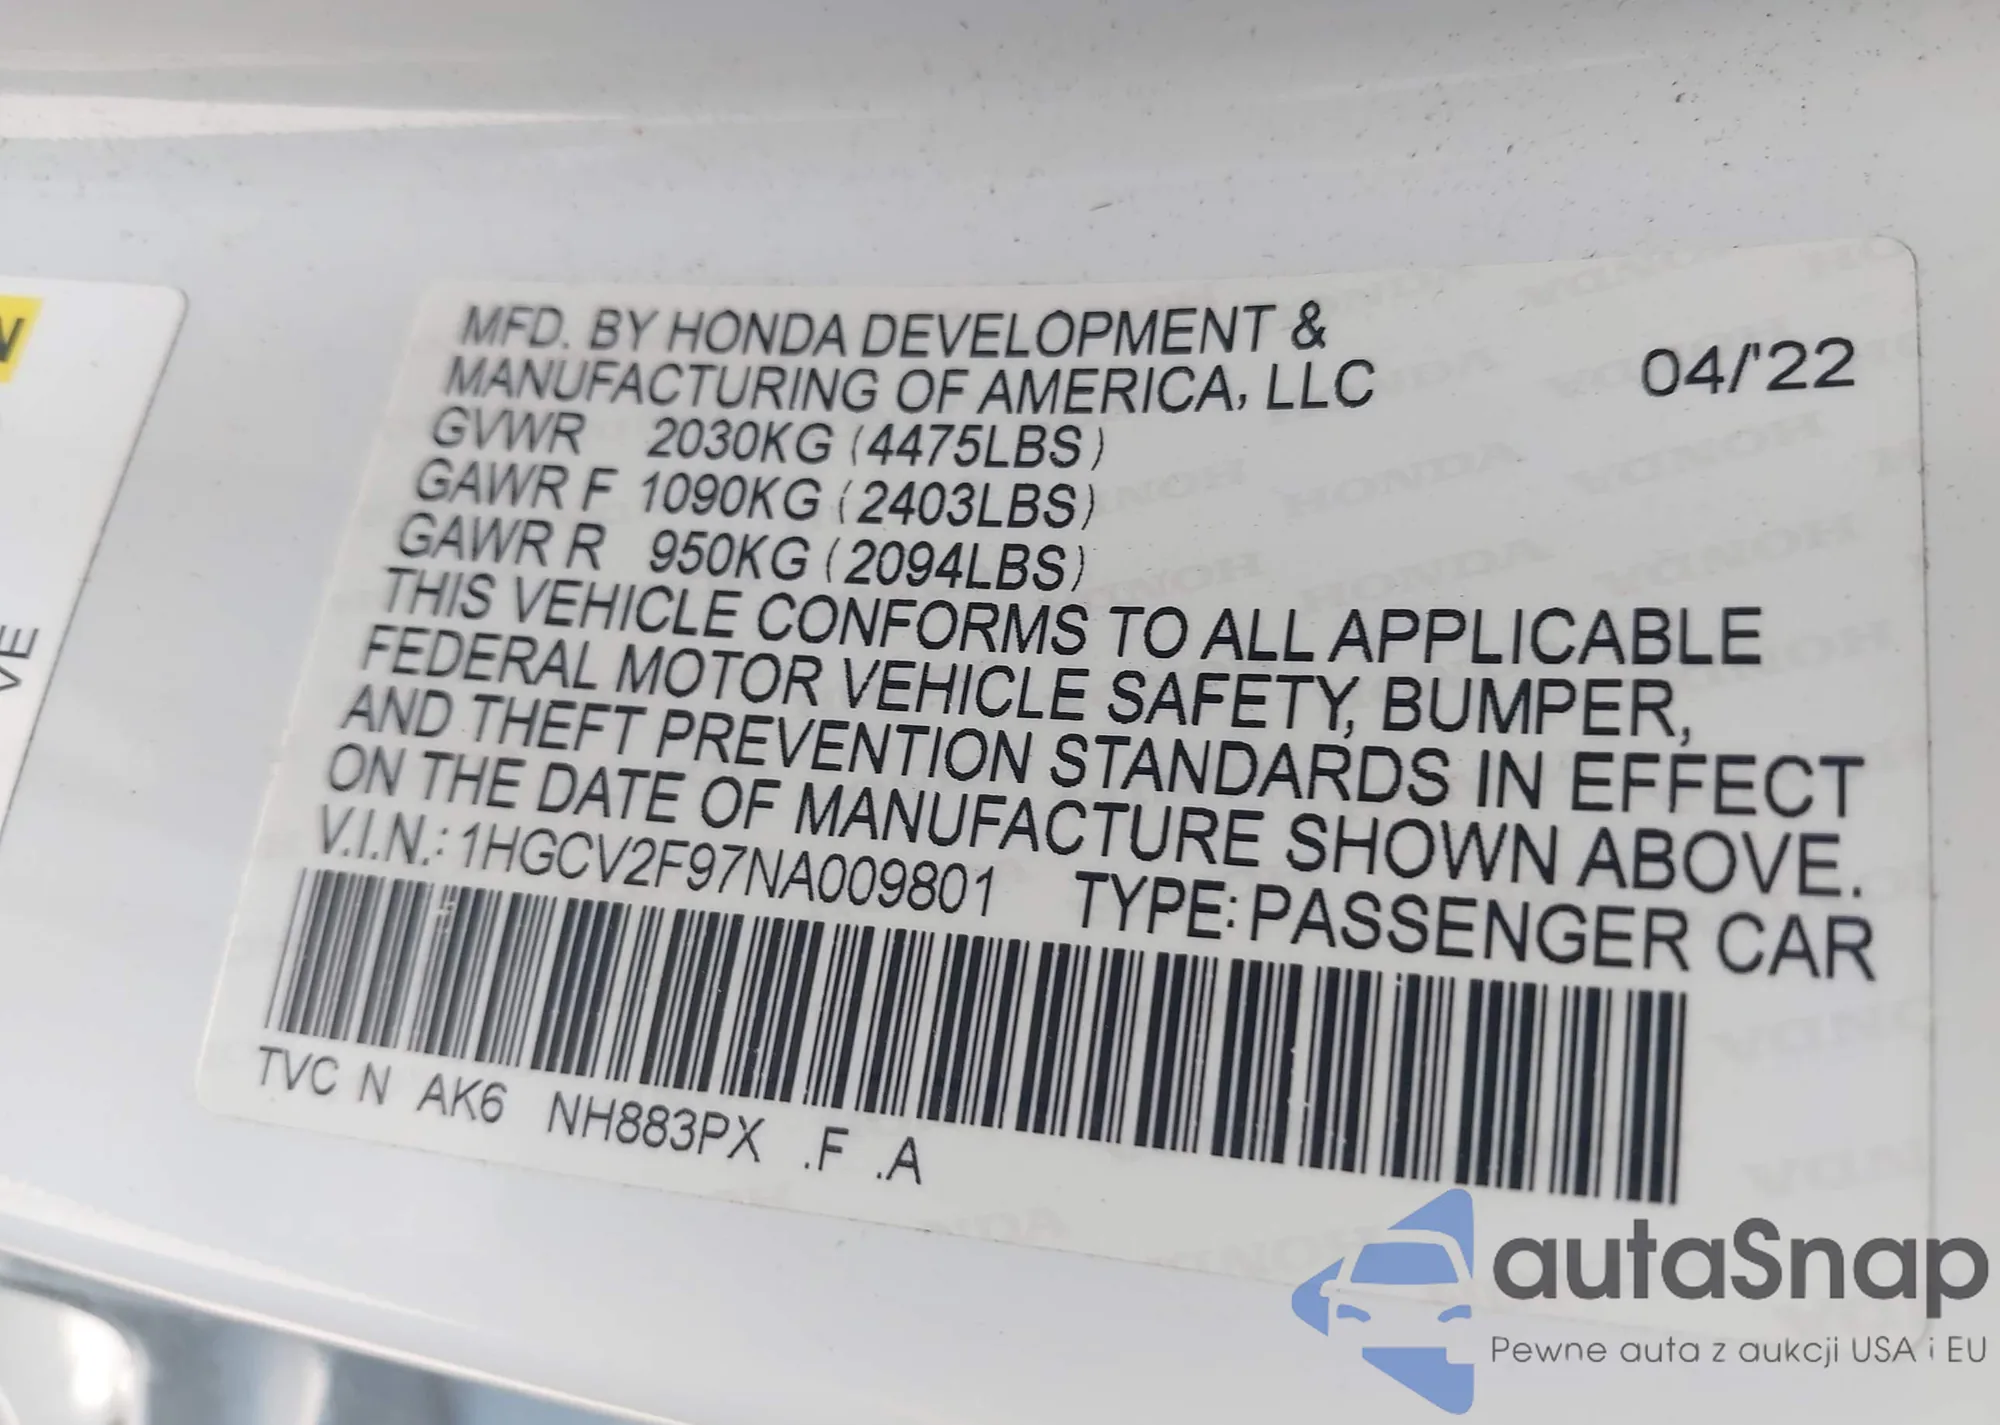 N
VE
MFD. BY HONDA DEVELOPMENT &
MANUFACTURING OF AMERICA, LLC
04/'22
GVWR 2030KG (4475LBS)
GAWR F 1090KG (2403LBS)
GAWR R 950KG (2094LBS)
THIS VEHICLE CONFORMS TO ALL APPLICABLE
FEDERAL MOTOR VEHICLE SAFETY, BUMPER,
AND THEFT PREVENTION STANDARDS IN EFFECT
ON THE DATE OF MANUFACTURE SHOWN ABOVE.
V.I.N.: 1HGCV2F97NA009801 TYPE: PASSENGER CAR
TVC N AK6 NH883PX .F .A
autaSnap
Pewne auta z aukcji USA i EU